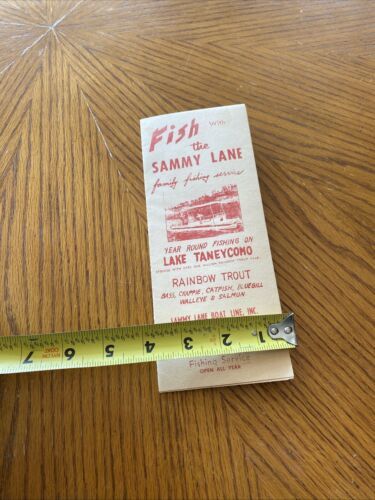 Fish with
the
SAMMY LANE
family fishing service
YEAR ROUND FISHING ON
LAKE TANEYCOMO
RAINBOW TROUT
BASS, CRAPPIE, CATFISH, BLUEGILL
WALLEYE & SALMON
SAMMY LANE BOAT LINE, INC.
7 6 5 4 3 2 1
Fishing Service
OPEN ALL YEAR